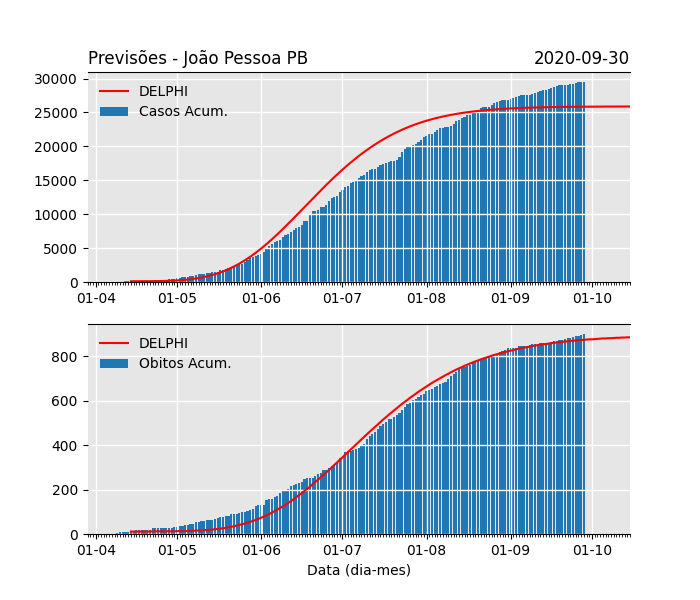 Previsões - João Pessoa PB 2020-09-30
30000
25000
20000
15000
10000
5000
0
DELPHI
Casos Acum.
01-04 01-05 01-06 01-07 01-08 01-09 01-10
800
600
400
200
0
DELPHI
Obitos Acum.
01-04 01-05 01-06 01-07 01-08 01-09 01-10
Data (dia-mes)